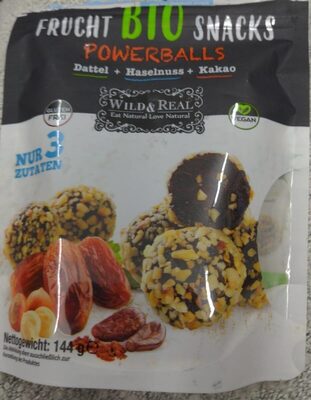 FRUCHT BIO SNACKS
POWERBALLS
Dattel + Haselnuss + Kakao
WILD & REAL
Eat Natural Love Natural
GLUTEN FREI
VEGAN
NUR 3
ZUTATEN
Nettogewicht: 144 g e